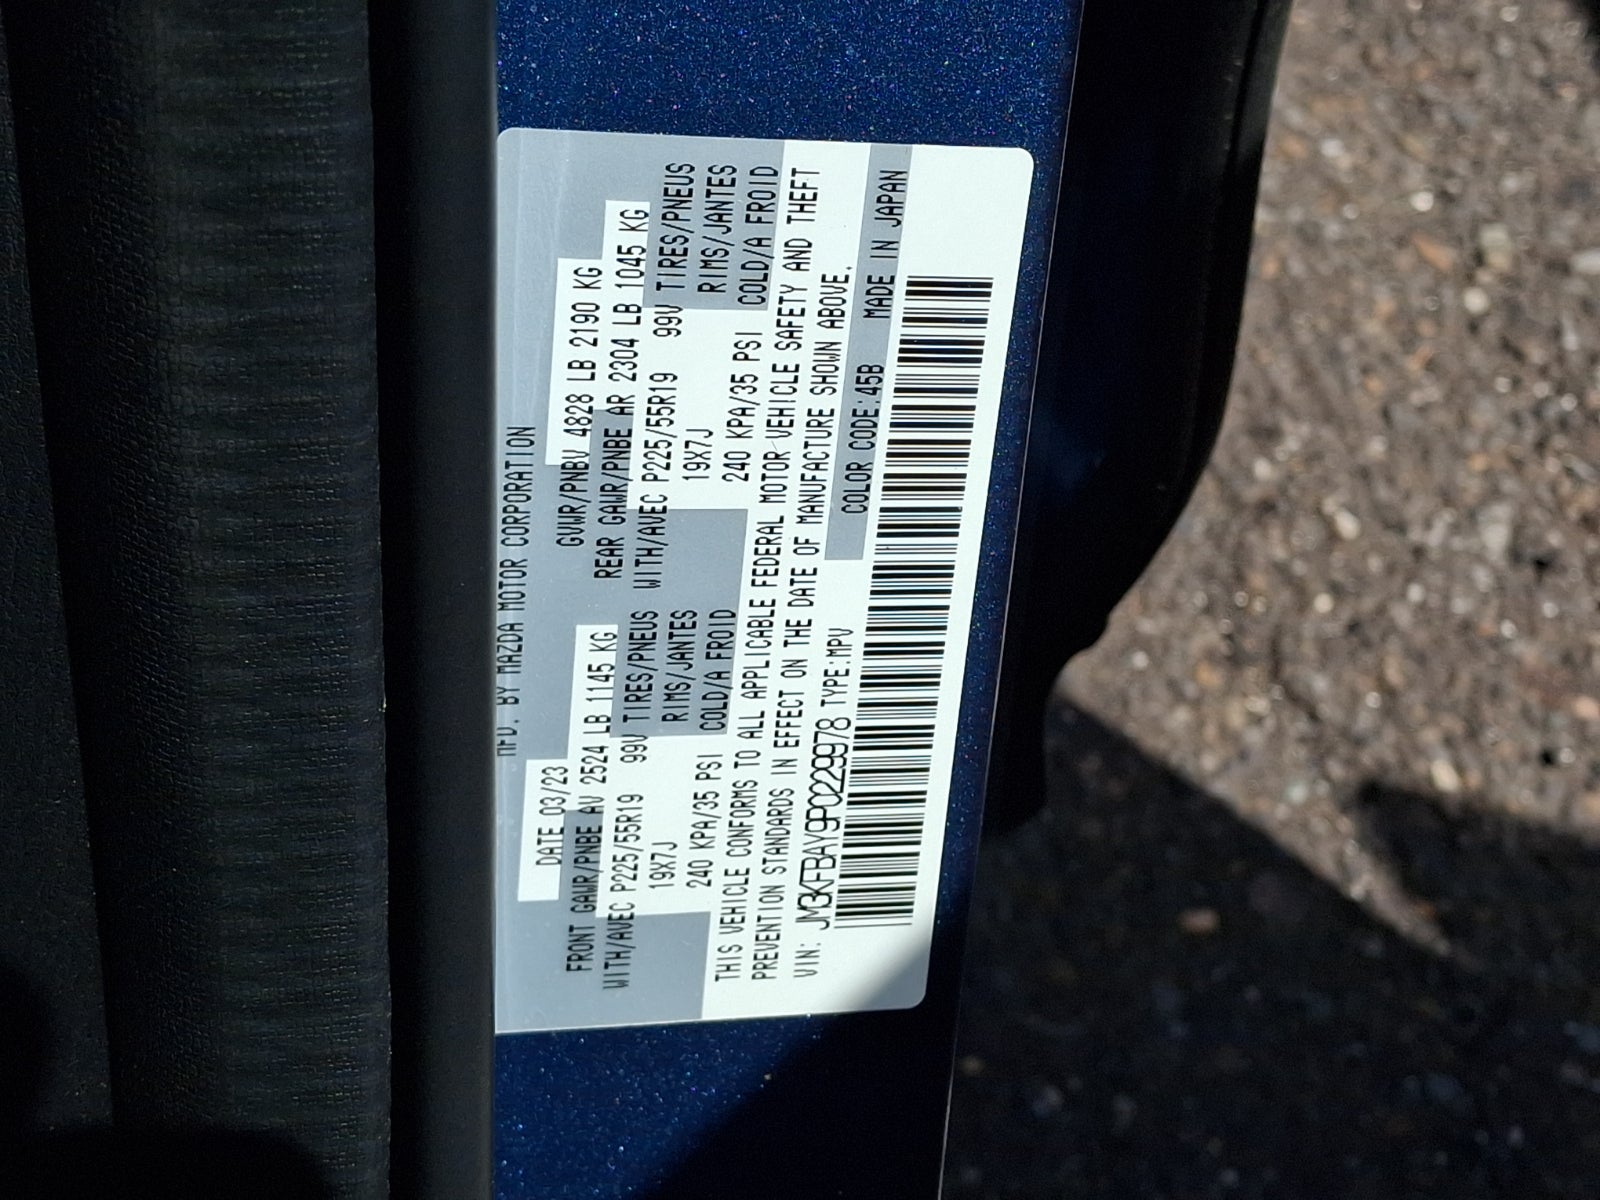 MFD. BY MAZDA MOTOR CORPORATION
DATE 03/23 GVWR/PNBV 4828 LB 2190 KG
FRONT GAWR/PNBE AV 2524 LB 1145 KG REAR GAWR/PNBE AR 2304 LB 1045 KG
WITH/AVEC P225/55R19 99V TIRES/PNEUS WITH/AVEC P225/55R19 99V TIRES/PNEUS
19X7J RIMS/JANTES 19X7J RIMS/JANTES
240 KPA/35 PSI COLD/A FROID 240 KPA/35 PSI COLD/A FROID
THIS VEHICLE CONFORMS TO ALL APPLICABLE FEDERAL MOTOR VEHICLE SAFETY AND THEFT
PREVENTION STANDARDS IN EFFECT ON THE DATE OF MANUFACTURE SHOWN ABOVE.
VIN: JM3KFBAY9P0229978 TYPE:MPV COLOR CODE:45B MADE IN JAPAN